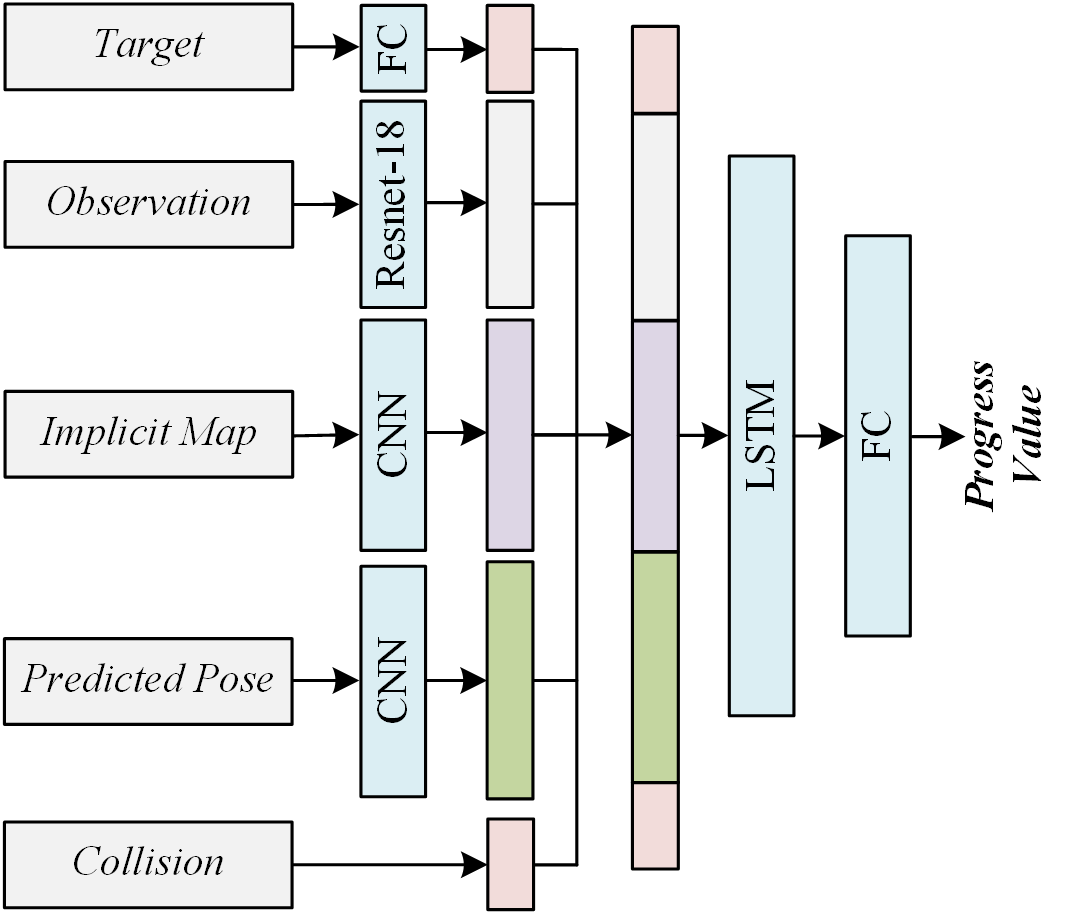 Target
FC
Observation
Resnet-18
Implicit Map
CNN
Predicted Pose
CNN
Collision
LSTM
FC
Progress
Value